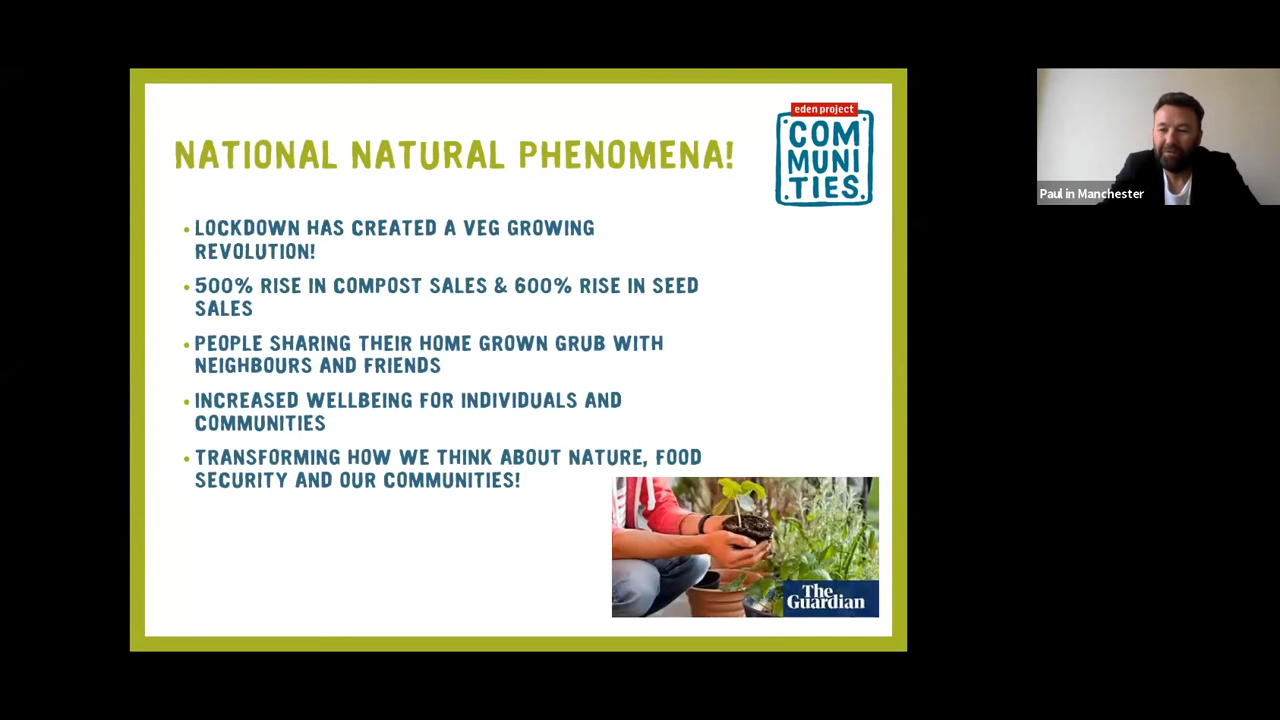 NATIONAL NATURAL PHENOMENA!
eden project
COM
MUNI
TIES
• LOCKDOWN HAS CREATED A VEG GROWING
REVOLUTION!
• 500% RISE IN COMPOST SALES & 600% RISE IN SEED
SALES
• PEOPLE SHARING THEIR HOME GROWN GRUB WITH
NEIGHBOURS AND FRIENDS
• INCREASED WELLBEING FOR INDIVIDUALS AND
COMMUNITIES
• TRANSFORMING HOW WE THINK ABOUT NATURE, FOOD
SECURITY AND OUR COMMUNITIES!
The
Guardian
Paul in Manchester